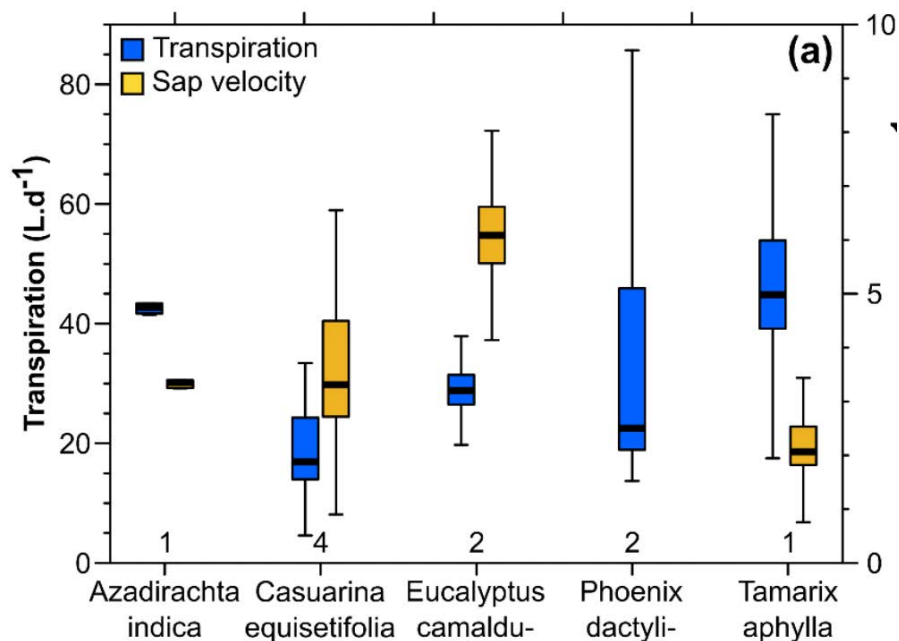 (a)
Transpiration
Sap velocity
Transpiration (L.d⁻¹)
80
60
40
20
0
10
5
0
1 4 2 2 1
Azadirachta Casuarina Eucalyptus Phoenix Tamarix
indica equisetifolia camaldu- dactyli- aphylla